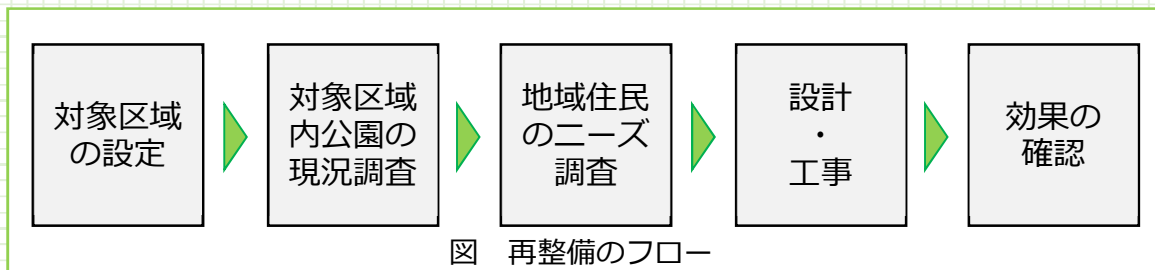 対象区域
の設定
対象区域
内公園の
現況調査
地域住民
のニーズ
調査
設計
・
工事
効果の
確認
図 再整備のフロー